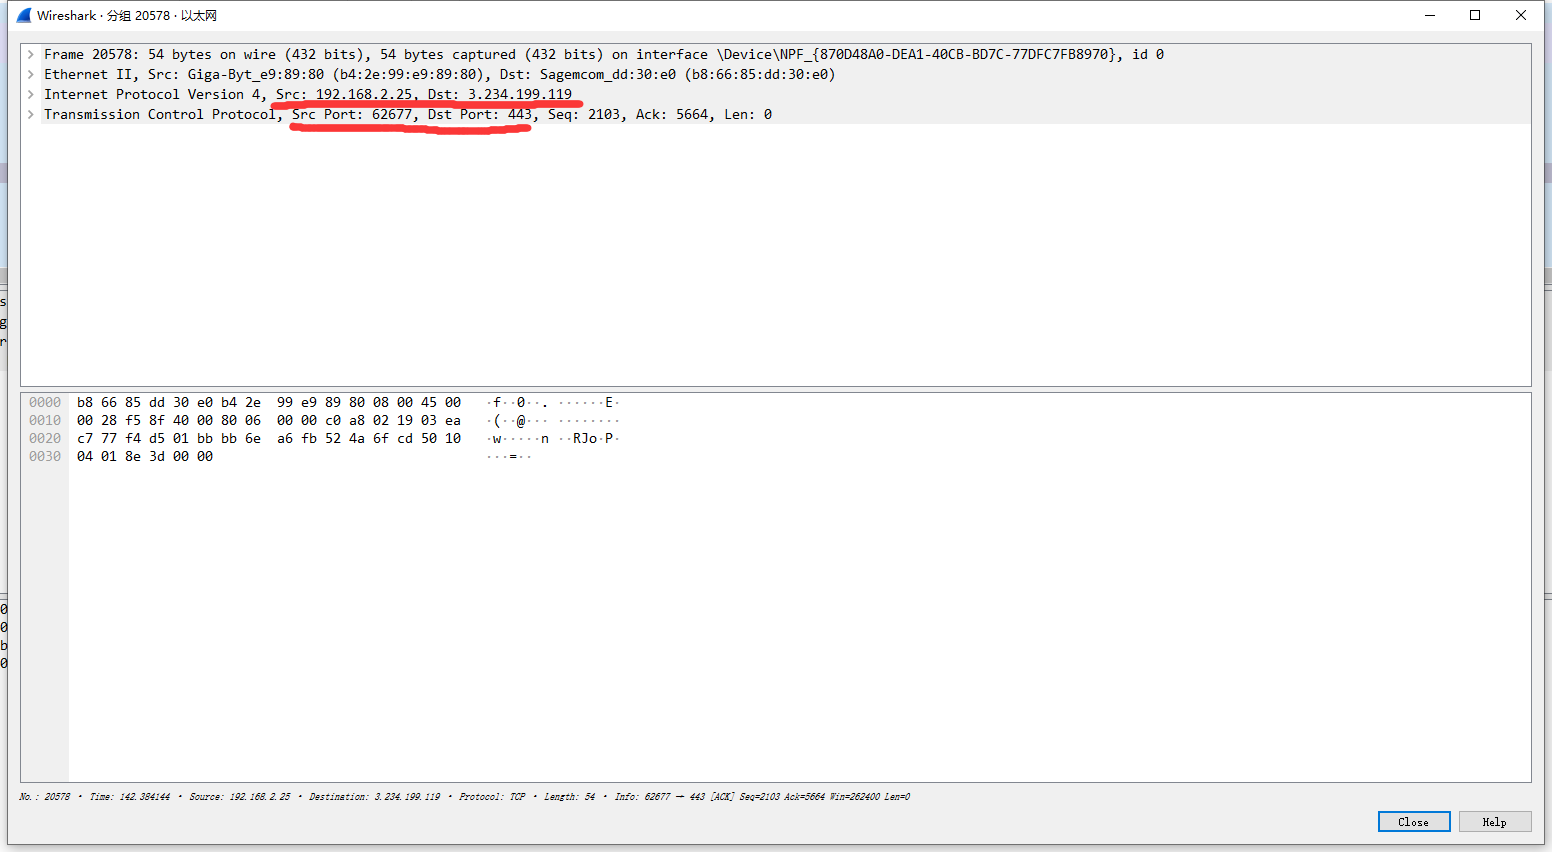 Wireshark · 分组 20578 · 以太网
Frame 20578: 54 bytes on wire (432 bits), 54 bytes captured (432 bits) on interface \Device\NPF_{870D48A0-DEA1-40CB-BD7C-77DFC7FB8970}, id 0
Ethernet II, Src: Giga-Byt_e9:89:80 (b4:2e:99:e9:89:80), Dst: Sagemcom_dd:30:e0 (b8:66:85:dd:30:e0)
Internet Protocol Version 4, Src: 192.168.2.25, Dst: 3.234.199.119
Transmission Control Protocol, Src Port: 62677, Dst Port: 443, Seq: 2103, Ack: 5664, Len: 0
s
g
r
0000 b8 66 85 dd 30 e0 b4 2e 99 e9 89 80 08 00 45 00 ·f··0··. ······E·
0010 00 28 f5 8f 40 00 80 06 00 00 c0 a8 02 19 03 ea ·(··@··· ········
0020 c7 77 f4 d5 01 bb bb 6e a6 fb 52 4a 6f cd 50 10 ·w·····n ··RJo·P·
0030 04 01 8e 3d 00 00 ···=··
0
0
b
0
No.: 20578 · Time: 142.384144 · Source: 192.168.2.25 · Destination: 3.234.199.119 · Protocol: TCP · Length: 54 · Info: 62677 → 443 [ACK] Seq=2103 Ack=5664 Win=262400 Len=0
Close Help